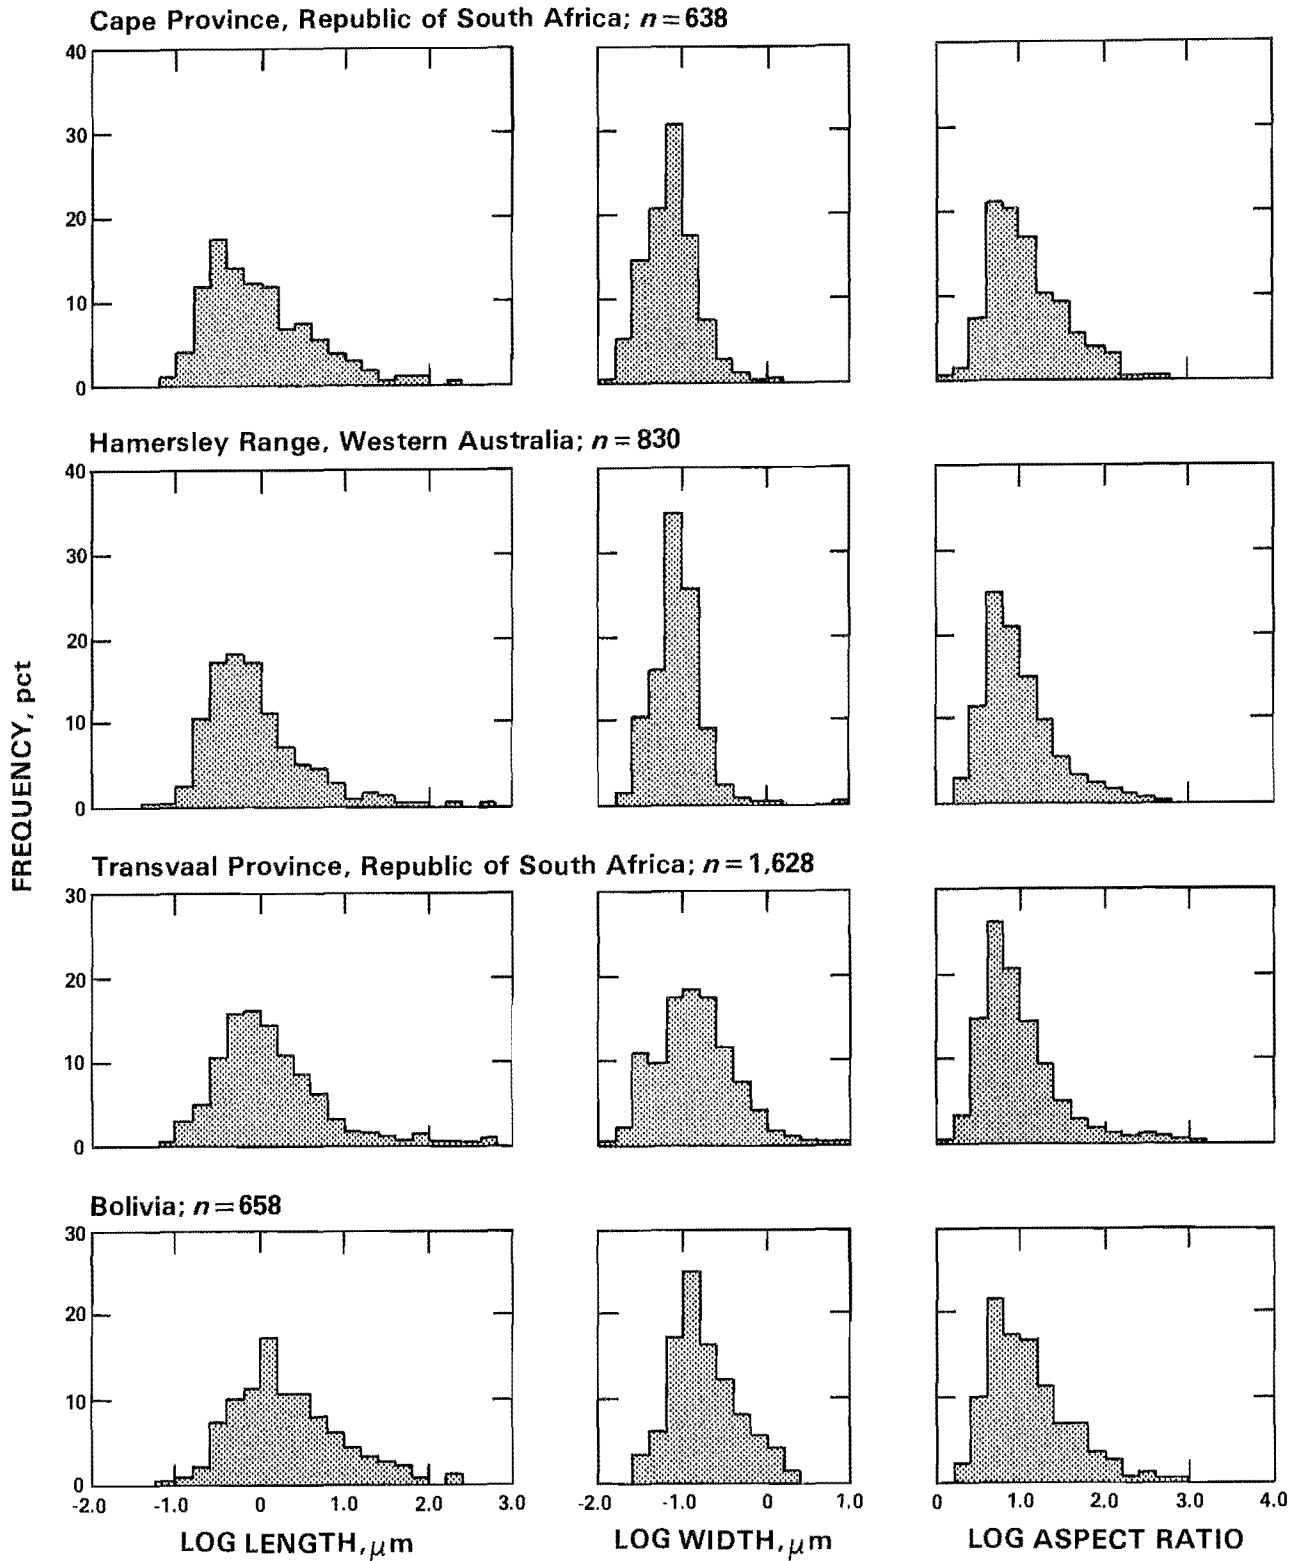 Cape Province, Republic of South Africa; n=638
40
30
20
10
0
Hamersley Range, Western Australia; n=830
40
30
20
10
0
FREQUENCY, pct
Transvaal Province, Republic of South Africa; n=1,628
30
20
10
0
Bolivia; n=658
30
20
10
0
-2.0 -1.0 0 1.0 2.0 3.0
-2.0 -1.0 0 1.0
0 1.0 2.0 3.0 4.0
LOG LENGTH, μm
LOG WIDTH, μm
LOG ASPECT RATIO